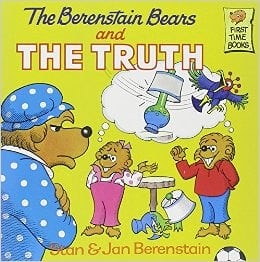 The Berenstain Bears
and
THE TRUTH
FIRST
TIME
BOOKS
Stan & Jan Berenstain